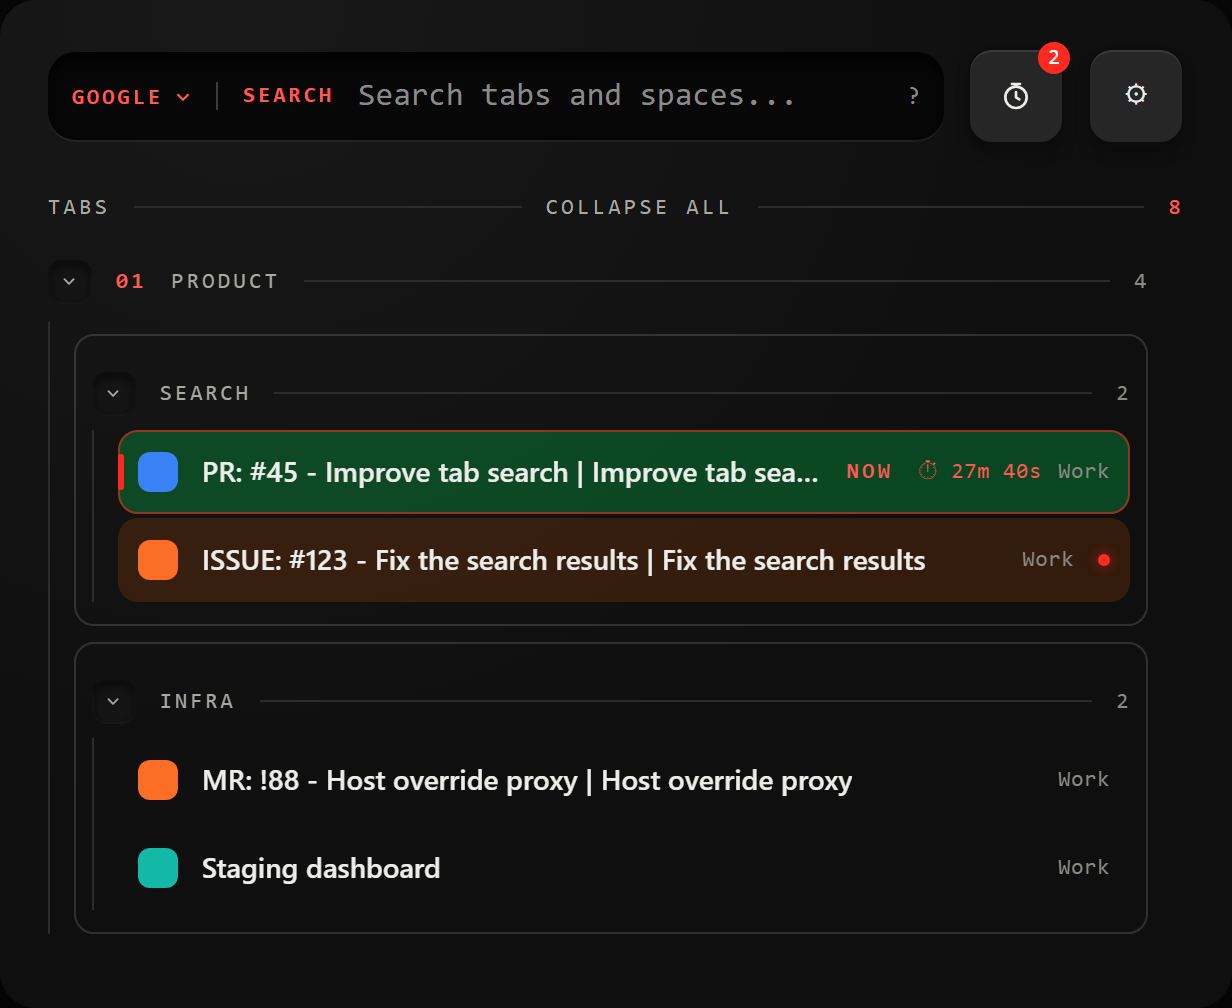 GOOGLE SEARCH Search tabs and spaces... ? 2
TABS COLLAPSE ALL 8
01 PRODUCT 4
SEARCH 2
PR: #45 - Improve tab search | Improve tab sea... NOW ⏱ 27m 40s Work
ISSUE: #123 - Fix the search results | Fix the search results Work
INFRA 2
MR: !88 - Host override proxy | Host override proxy Work
Staging dashboard Work